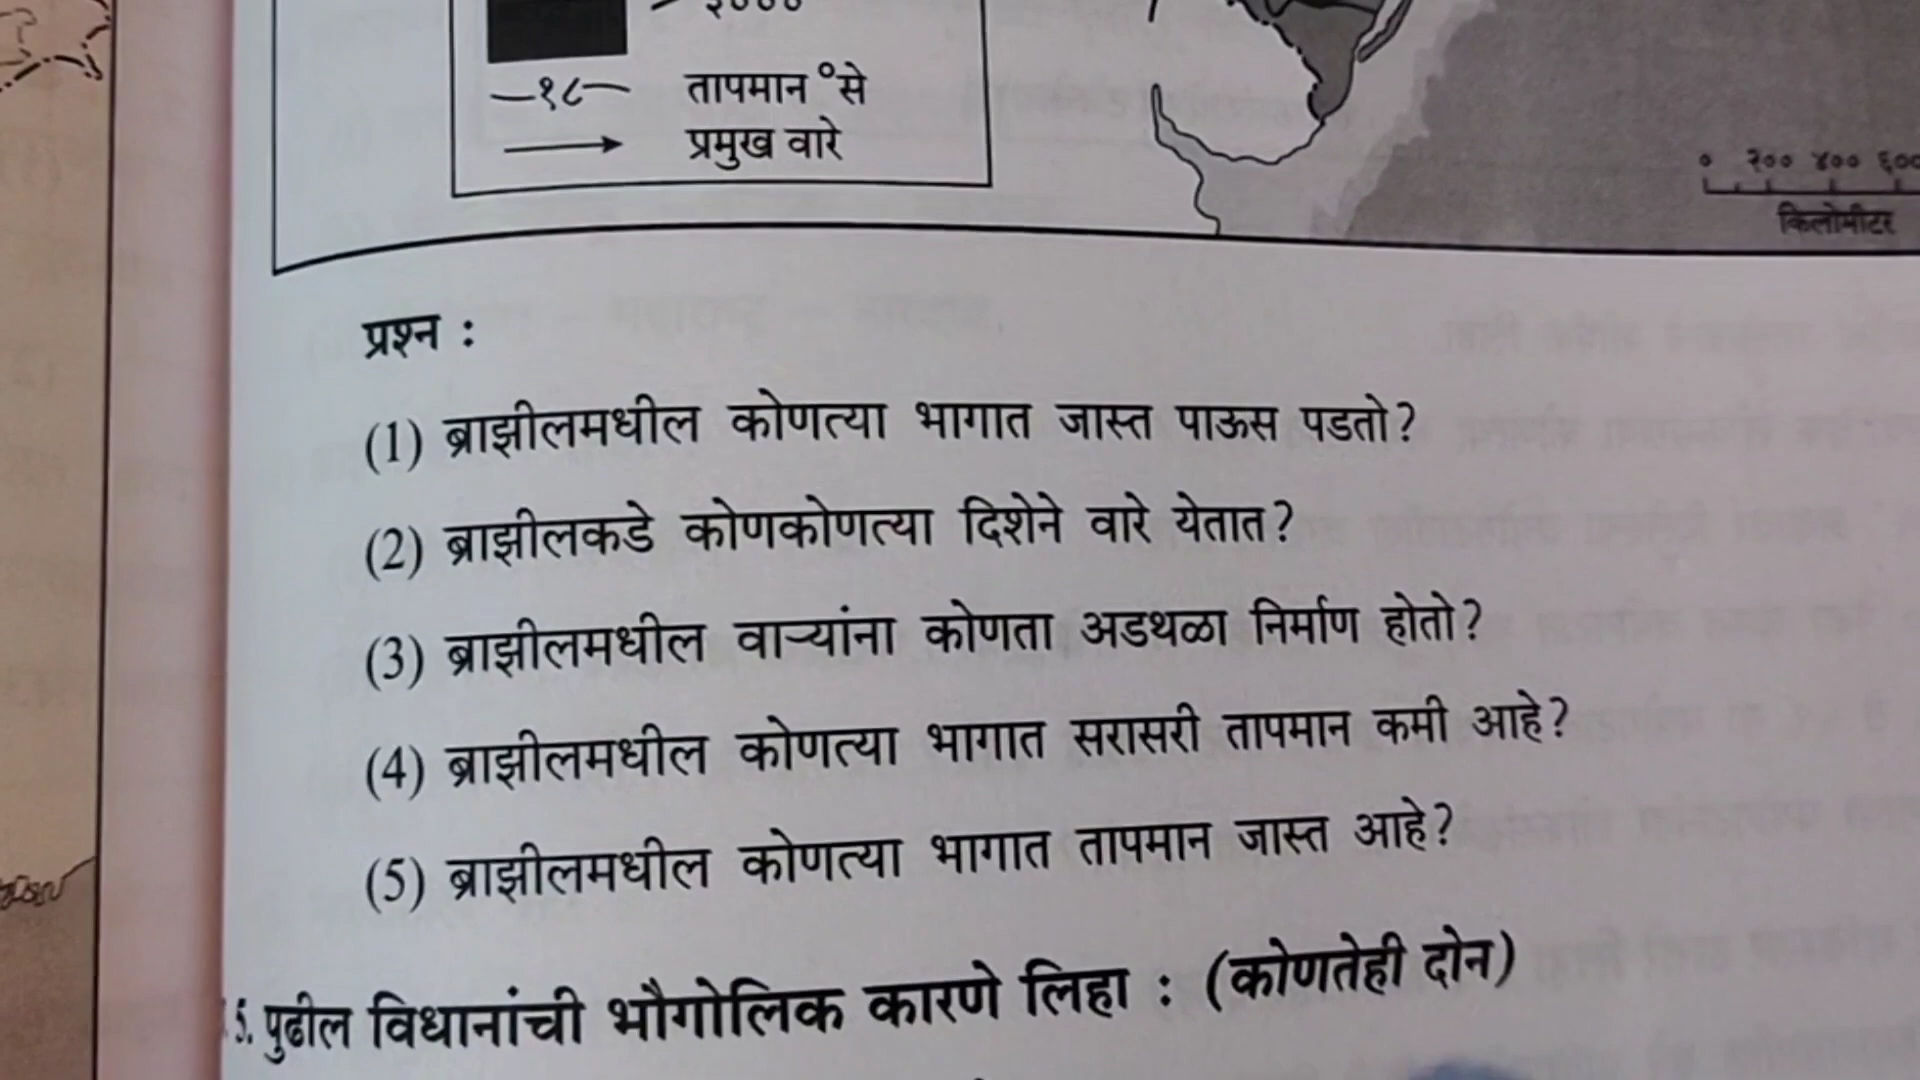 —१८— तापमान °से
प्रमुख वारे
० २०० ४०० ६००
किलोमीटर
प्रश्न :
(1) ब्राझीलमधील कोणत्या भागात जास्त पाऊस पडतो?
(2) ब्राझीलकडे कोणकोणत्या दिशेने वारे येतात?
(3) ब्राझीलमधील वाऱ्यांना कोणता अडथळा निर्माण होतो?
(4) ब्राझीलमधील कोणत्या भागात सरासरी तापमान कमी आहे?
(5) ब्राझीलमधील कोणत्या भागात तापमान जास्त आहे?
5. पुढील विधानांची भौगोलिक कारणे लिहा : (कोणतेही दोन)